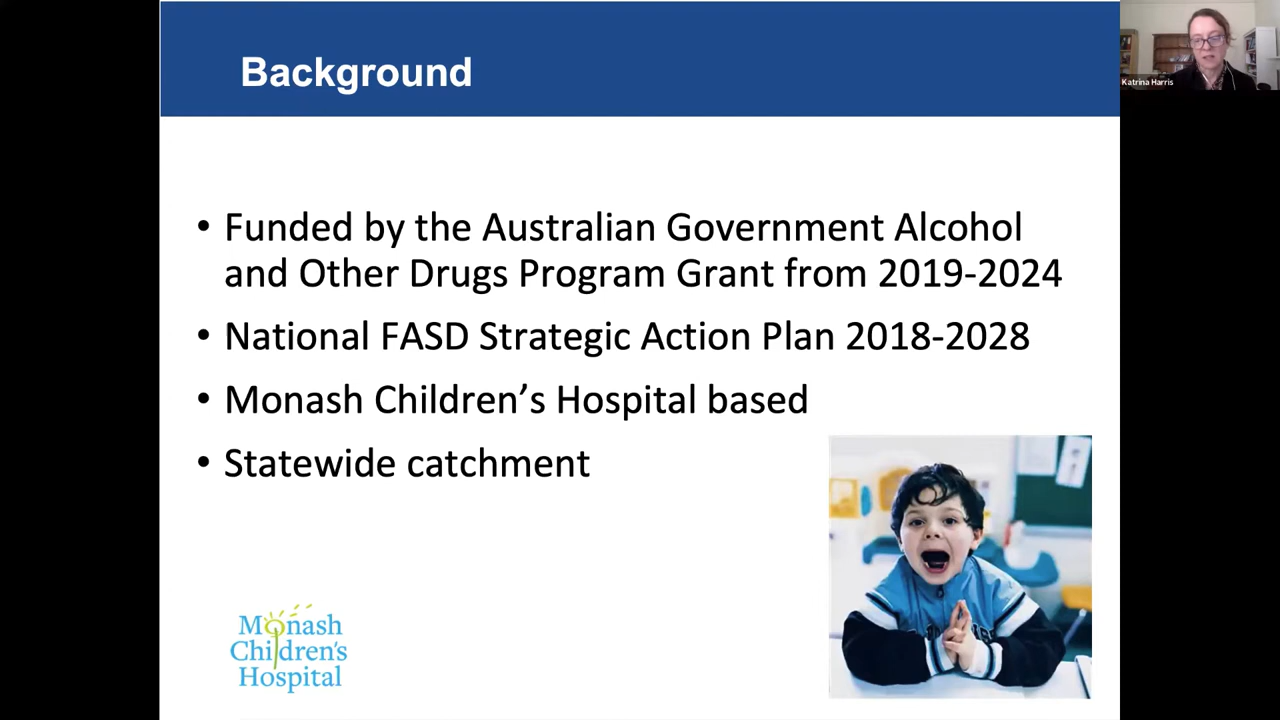 Background
Katrina Harris
• Funded by the Australian Government Alcohol
and Other Drugs Program Grant from 2019-2024
• National FASD Strategic Action Plan 2018-2028
• Monash Children’s Hospital based
• Statewide catchment
Monash
Children's
Hospital